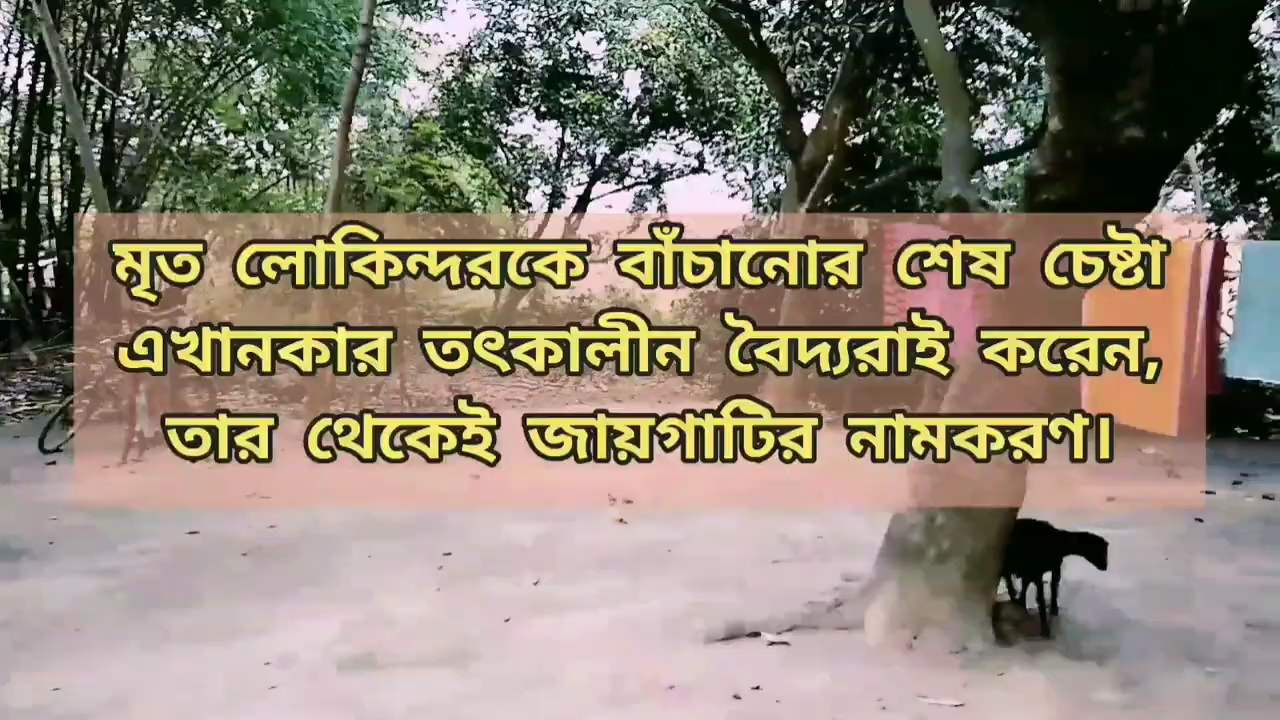 মৃত লোকিন্দরকে বাঁচানোর শেষ চেষ্টা
এখানকার তৎকালীন বৈদ্যরাই করেন,
তার থেকেই জায়গাটির নামকরণ।